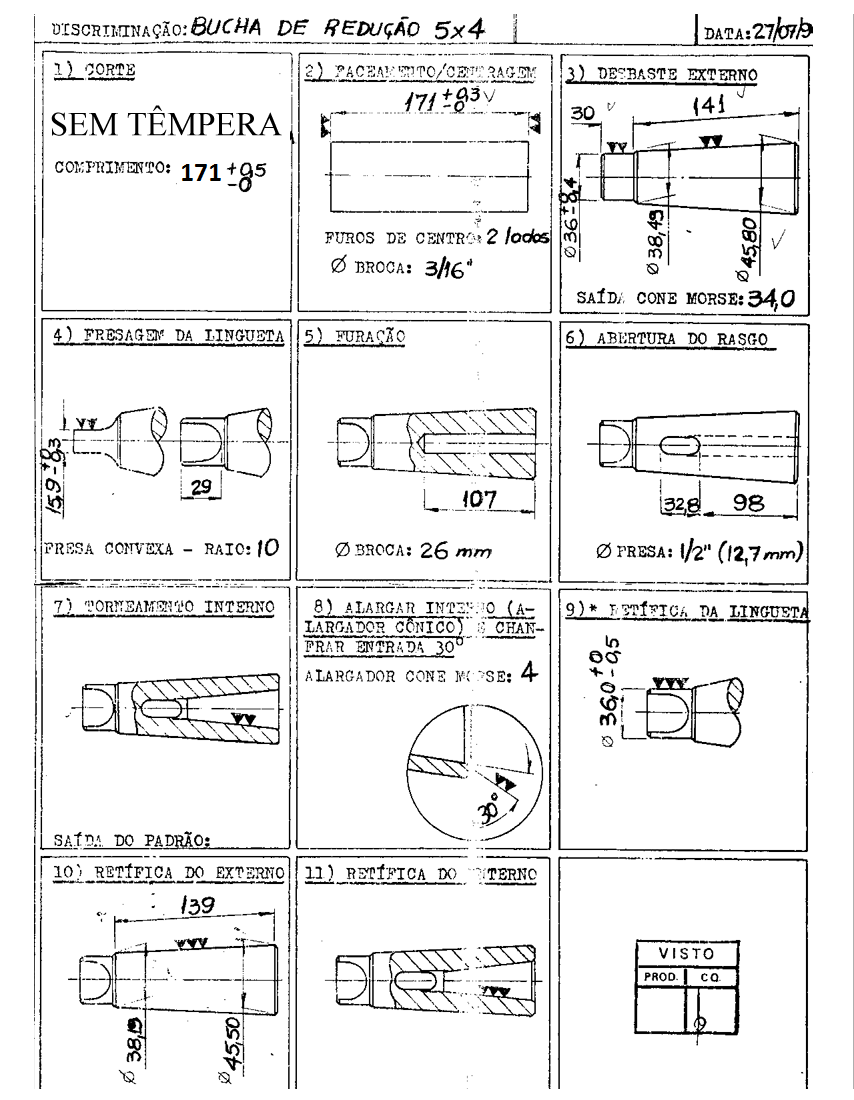 DISCRIMINAÇÃO: BUCHA DE REDUÇÃO 5x4
DATA: 27/07/9
1) CORTE
SEM TÊMPERA
COMPRIMENTO: 171 +0,5 -0
2) FACEAMENTO/CENTRAGEM
171 +0,3 -0
FUROS DE CENTRO: 2 lados
Ø BROCA: 3/16"
3) DESBASTE EXTERNO
30
141
Ø 36 +0 -0,4
Ø 38,49
Ø 45,80
SAÍDA CONE MORSE: 34,0
4) FRESAGEM DA LINGUETA
15,9 +0 -0,3
29
FRESA CONVEXA - RAIO: 10
5) FURAÇÃO
107
Ø BROCA: 26 mm
6) ABERTURA DO RASGO
32,8
98
Ø FRESA: 1/2" (12,7 mm)
7) TORNEAMENTO INTERNO
SAÍDA DO PADRÃO:
8) ALARGAR INTERNO (A-
LARGADOR CÔNICO) E CHAN-
FRAR ENTRADA 30°
ALARGADOR CONE MORSE: 4
30°
9)* RETÍFICA DA LINGUETA
Ø 36,0 +0 -0,5
10) RETÍFICA DO EXTERNO
139
Ø 38,19
Ø 45,50
11) RETÍFICA DO INTERNO
VISTO
PROD. C.Q.